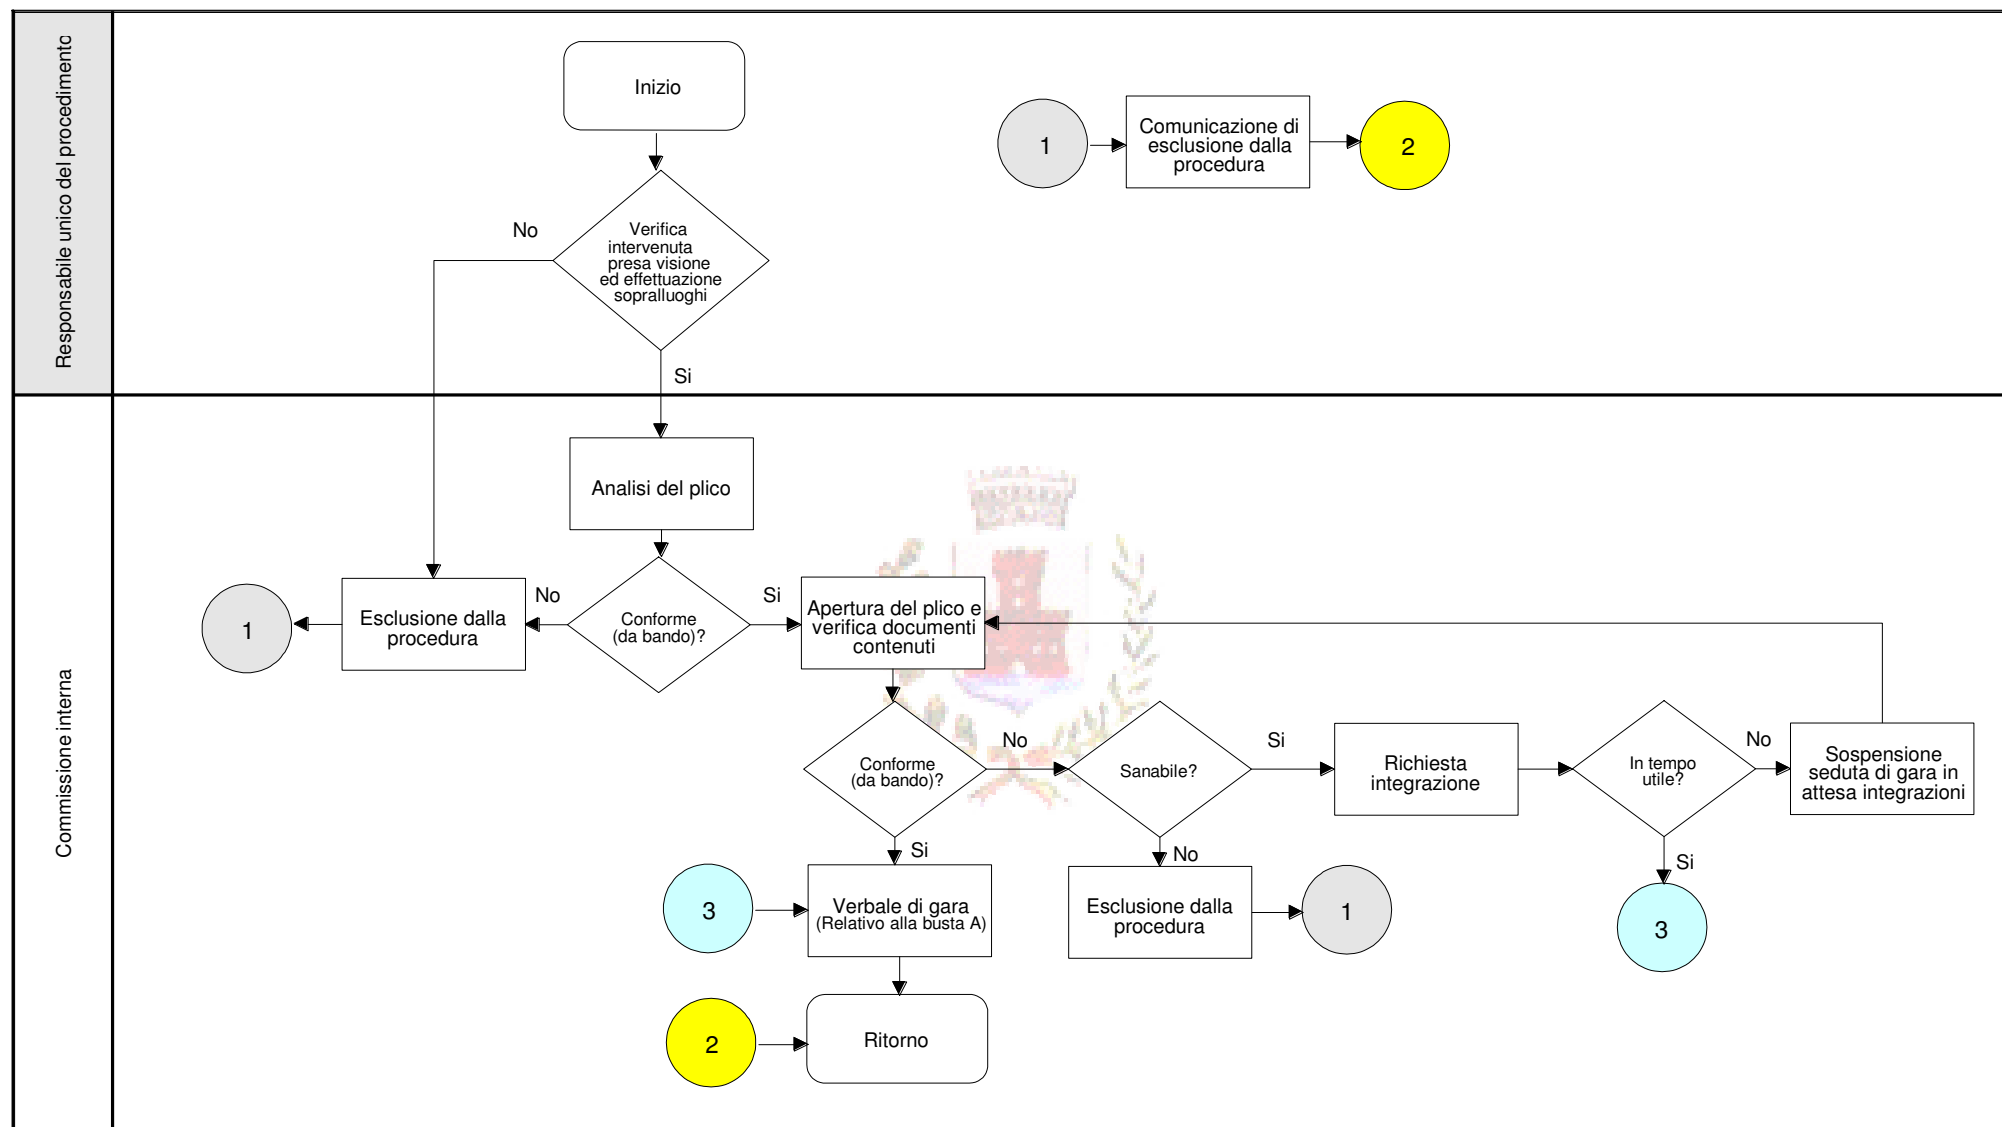 Responsabile unico del procedimento
Inizio
1
Comunicazione di
esclusione dalla
procedura
2
No
Verifica
intervenuta
presa visione
ed effettuazione
sopralluoghi
Si
Commissione interna
Analisi del plico
1
Esclusione dalla
procedura
No
Conforme
(da bando)?
Si
Apertura del plico e
verifica documenti
contenuti
Conforme
(da bando)?
No
Sanabile?
Si
Richiesta
integrazione
In tempo
utile?
No
Sospensione
seduta di gara in
attesa integrazioni
Si
No
Si
3
Verbale di gara
(Relativo alla busta A)
Esclusione dalla
procedura
1
3
2
Ritorno